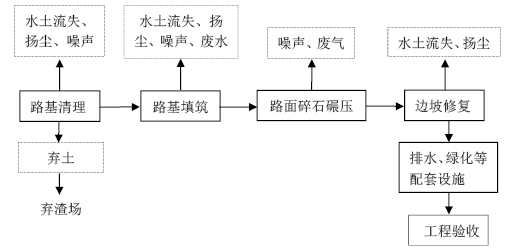 水土流失、
扬尘、噪声
水土流失、扬
尘、噪声、废水
噪声、废气
水土流失、扬尘
路基清理
路基填筑
路面碎石碾压
边坡修复
弃土
排水、绿化等
配套设施
弃渣场
工程验收